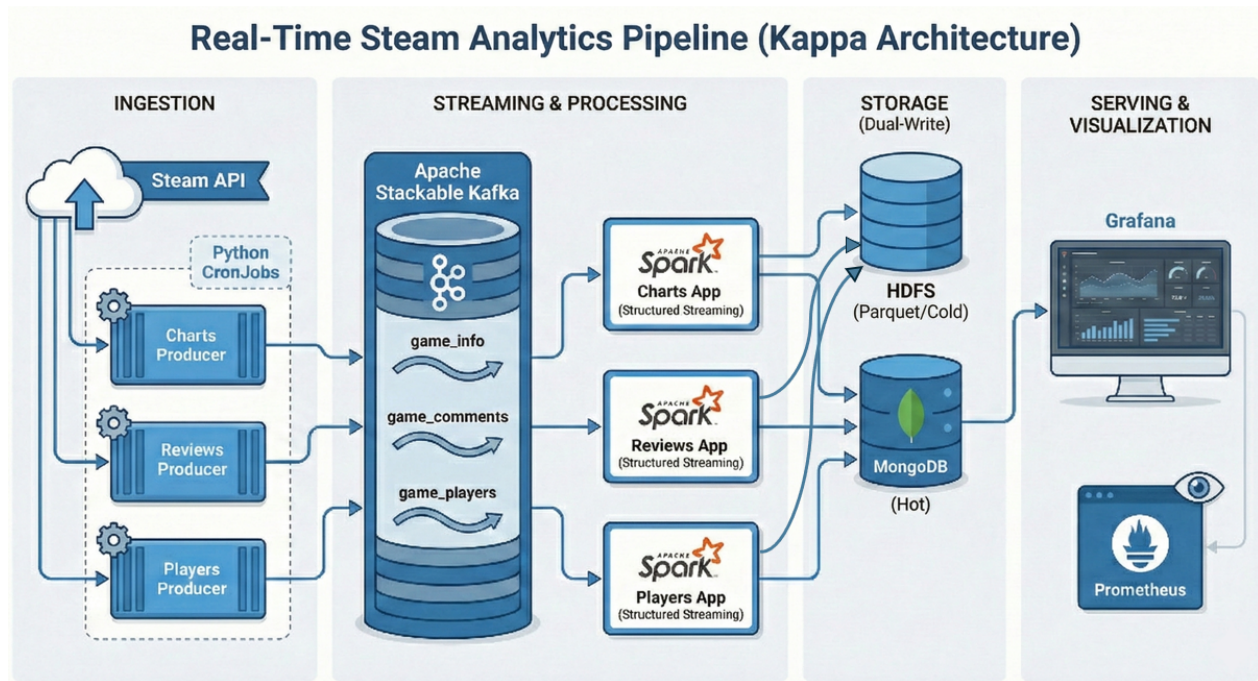 Real-Time Steam Analytics Pipeline (Kappa Architecture)
INGESTION
Steam API
Python
CronJobs
Charts
Producer
Reviews
Producer
Players
Producer
STREAMING & PROCESSING
Apache
Stackable Kafka
game_info
game_comments
game_players
APACHE
Spark
Charts App
(Structured Streaming)
APACHE
Spark
Reviews App
(Structured Streaming)
APACHE
Spark
Players App
(Structured Streaming)
STORAGE
(Dual-Write)
HDFS
(Parquet/Cold)
MongoDB
(Hot)
SERVING &
VISUALIZATION
Grafana
Prometheus